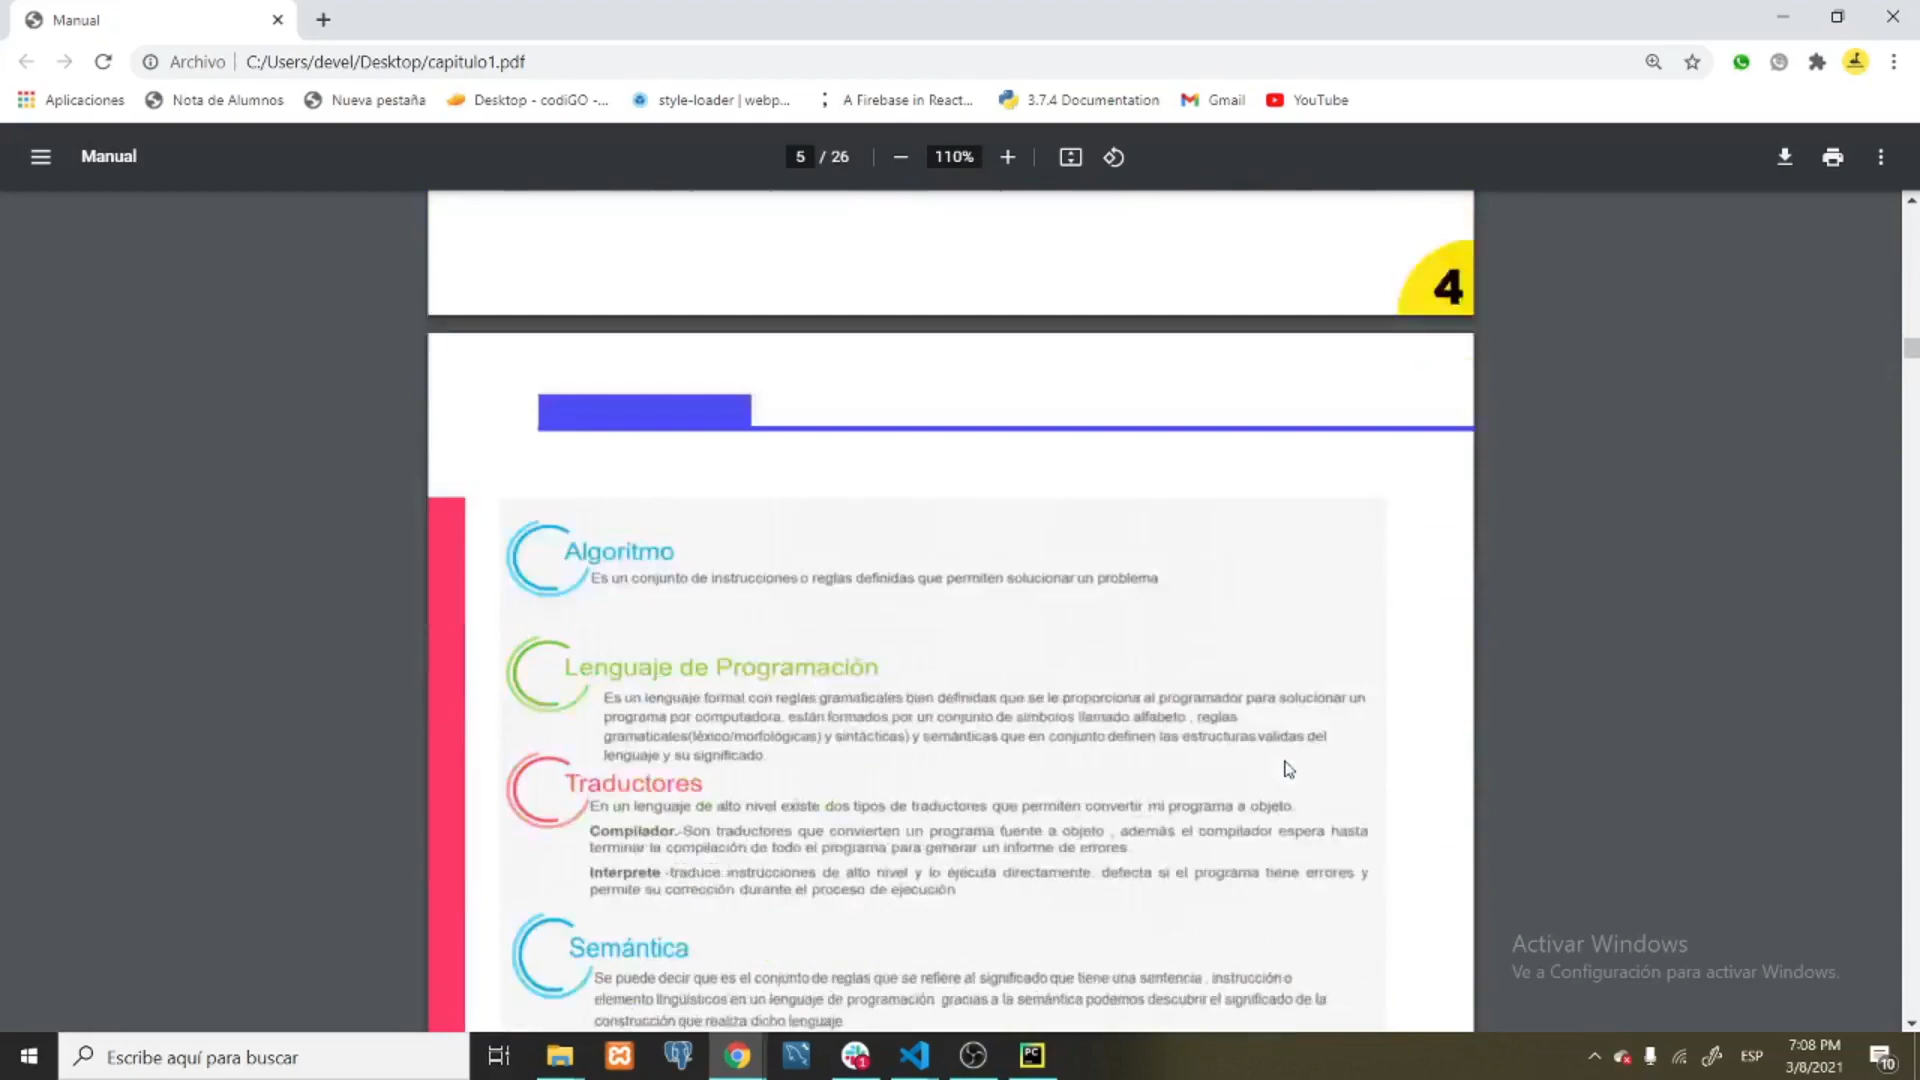 Manual
Archivo
C:/Users/devel/Desktop/capitulo1.pdf
Aplicaciones
Nota de Alumnos
Nueva pestaña
Desktop - codiGO -...
style-loader | webp...
A Firebase in React...
3.7.4 Documentation
Gmail
YouTube
Manual
5 / 26
110%
4
Algoritmo
Es un conjunto de instrucciones o reglas definidas que permiten solucionar un problema
Lenguaje de Programación
Es un lenguaje formal con reglas gramaticales bien definidas que se le proporciona al programador para solucionar un
programa por computadora, están formados por un conjunto de simbolos llamado alfabeto , reglas
gramaticales(léxico/morfológicas) y sintácticas) y semánticas que en conjunto definen las estructuras validas del
lenguaje y su significado.
Traductores
En un lenguaje de alto nivel existe dos tipos de traductores que permiten convertir mi programa a objeto.
Compilador.-Son traductores que convierten un programa fuente a objeto , además el compilador espera hasta
terminar la compilación de todo el programa para generar un informe de errores.
Interprete -traduce instrucciones de alto nivel y lo ejecuta directamente, detecta si el programa tiene errores y
permite su corrección durante el proceso de ejecución
Semántica
Se puede decir que es el conjunto de reglas que se refiere al significado que tiene una sentencia , instrucción o
elemento lingüísticos en un lenguaje de programación gracias a la semántica podemos descubrir el significado de la
construcción que realiza dicho lenguaje
Activar Windows
Ve a Configuración para activar Windows.
Escribe aquí para buscar
1
PC
ESP
7:08 PM
3/8/2021
10